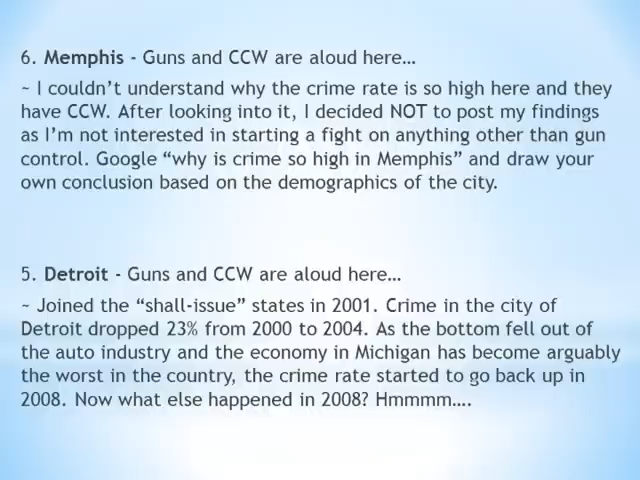 6. Memphis - Guns and CCW are aloud here…
~ I couldn’t understand why the crime rate is so high here and they
have CCW. After looking into it, I decided NOT to post my findings
as I’m not interested in starting a fight on anything other than gun
control. Google “why is crime so high in Memphis” and draw your
own conclusion based on the demographics of the city.
5. Detroit - Guns and CCW are aloud here…
~ Joined the “shall-issue” states in 2001. Crime in the city of
Detroit dropped 23% from 2000 to 2004. As the bottom fell out of
the auto industry and the economy in Michigan has become arguably
the worst in the country, the crime rate started to go back up in
2008. Now what else happened in 2008? Hmmmm….